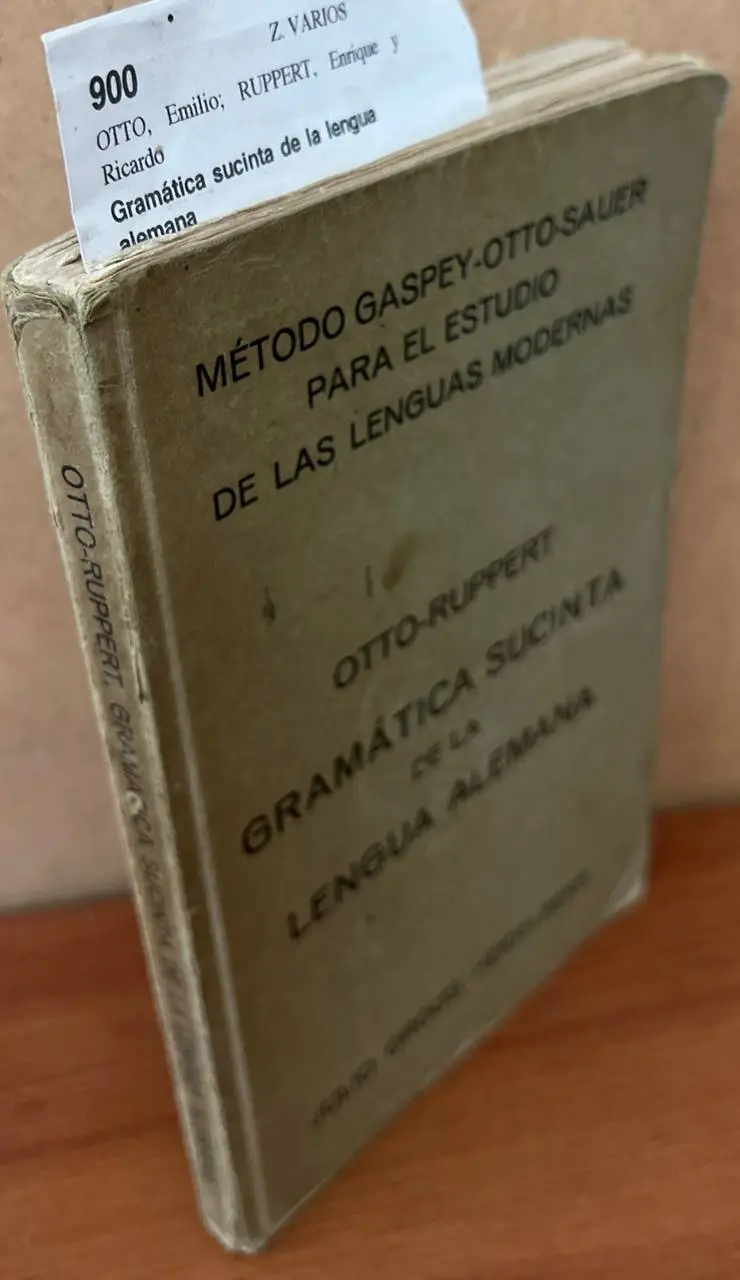 Z. VARIOS
900
OTTO, Emilio; RUPPERT, Enrique y
Ricardo
Gramática sucinta de la lengua
alemana
MÉTODO GASPEY-OTTO-SAUER
PARA EL ESTUDIO
DE LAS LENGUAS MODERNAS
OTTO-RUPPERT
GRAMÁTICA SUCINTA
DE LA
LENGUA ALEMANA
OTTO-RUPPERT, GRAMÁTICA SUCINTA DE LA